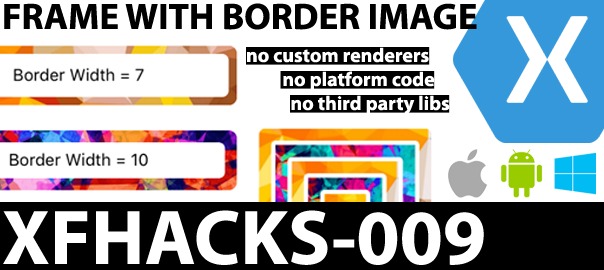 FRAME WITH BORDER IMAGE
no custom renderers
no platform code
no third party libs
Border Width = 7
Border Width = 10
XFHACKS-009